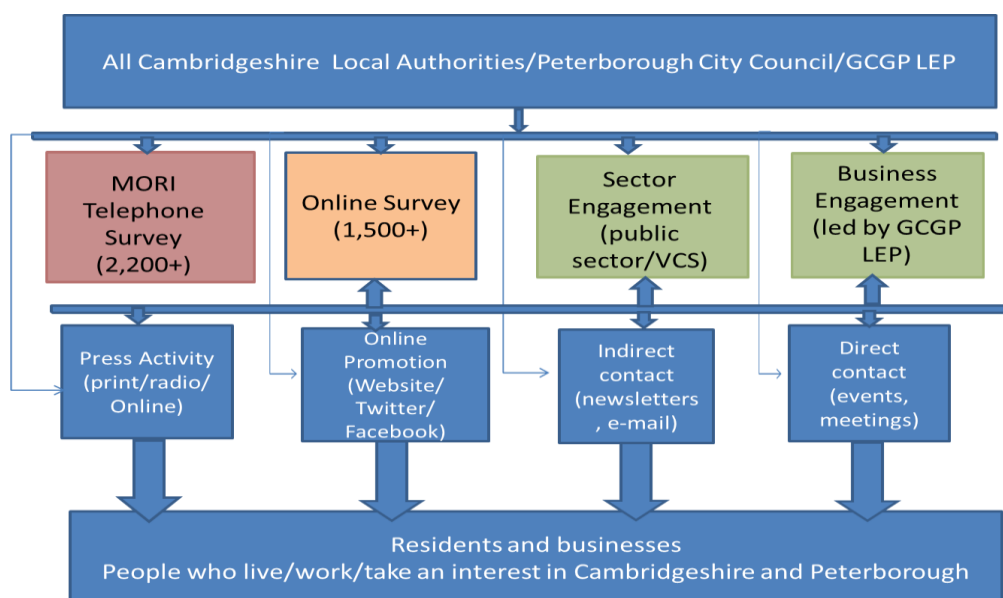 All Cambridgeshire  Local Authorities/Peterborough City Council/GCGP LEP
MORI
Telephone
Survey
(2,200+)
Online Survey
(1,500+)
Sector
Engagement
(public
sector/VCS)
Business
Engagement
(led by GCGP
LEP)
Press Activity
(print/radio/
Online)
Online
Promotion
(Website/
Twitter/
Facebook)
Indirect
contact
(newsletters
, e-mail)
Direct
contact
(events,
meetings)
Residents and businesses
People who live/work/take an interest in Cambridgeshire and Peterborough